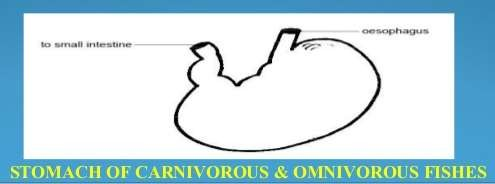 oesophagus
to small intestine
STOMACH OF CARNIVOROUS & OMNIVOROUS FISHES